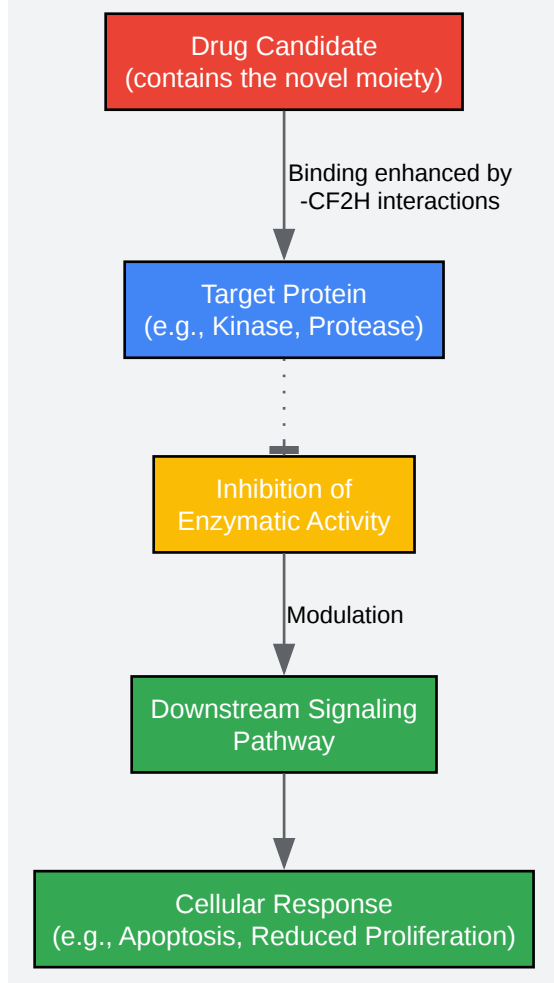 Drug Candidate
(contains the novel moiety)
Binding enhanced by
-CF2H interactions
Target Protein
(e.g., Kinase, Protease)
Inhibition of
Enzymatic Activity
Modulation
Downstream Signaling
Pathway
Cellular Response
(e.g., Apoptosis, Reduced Proliferation)